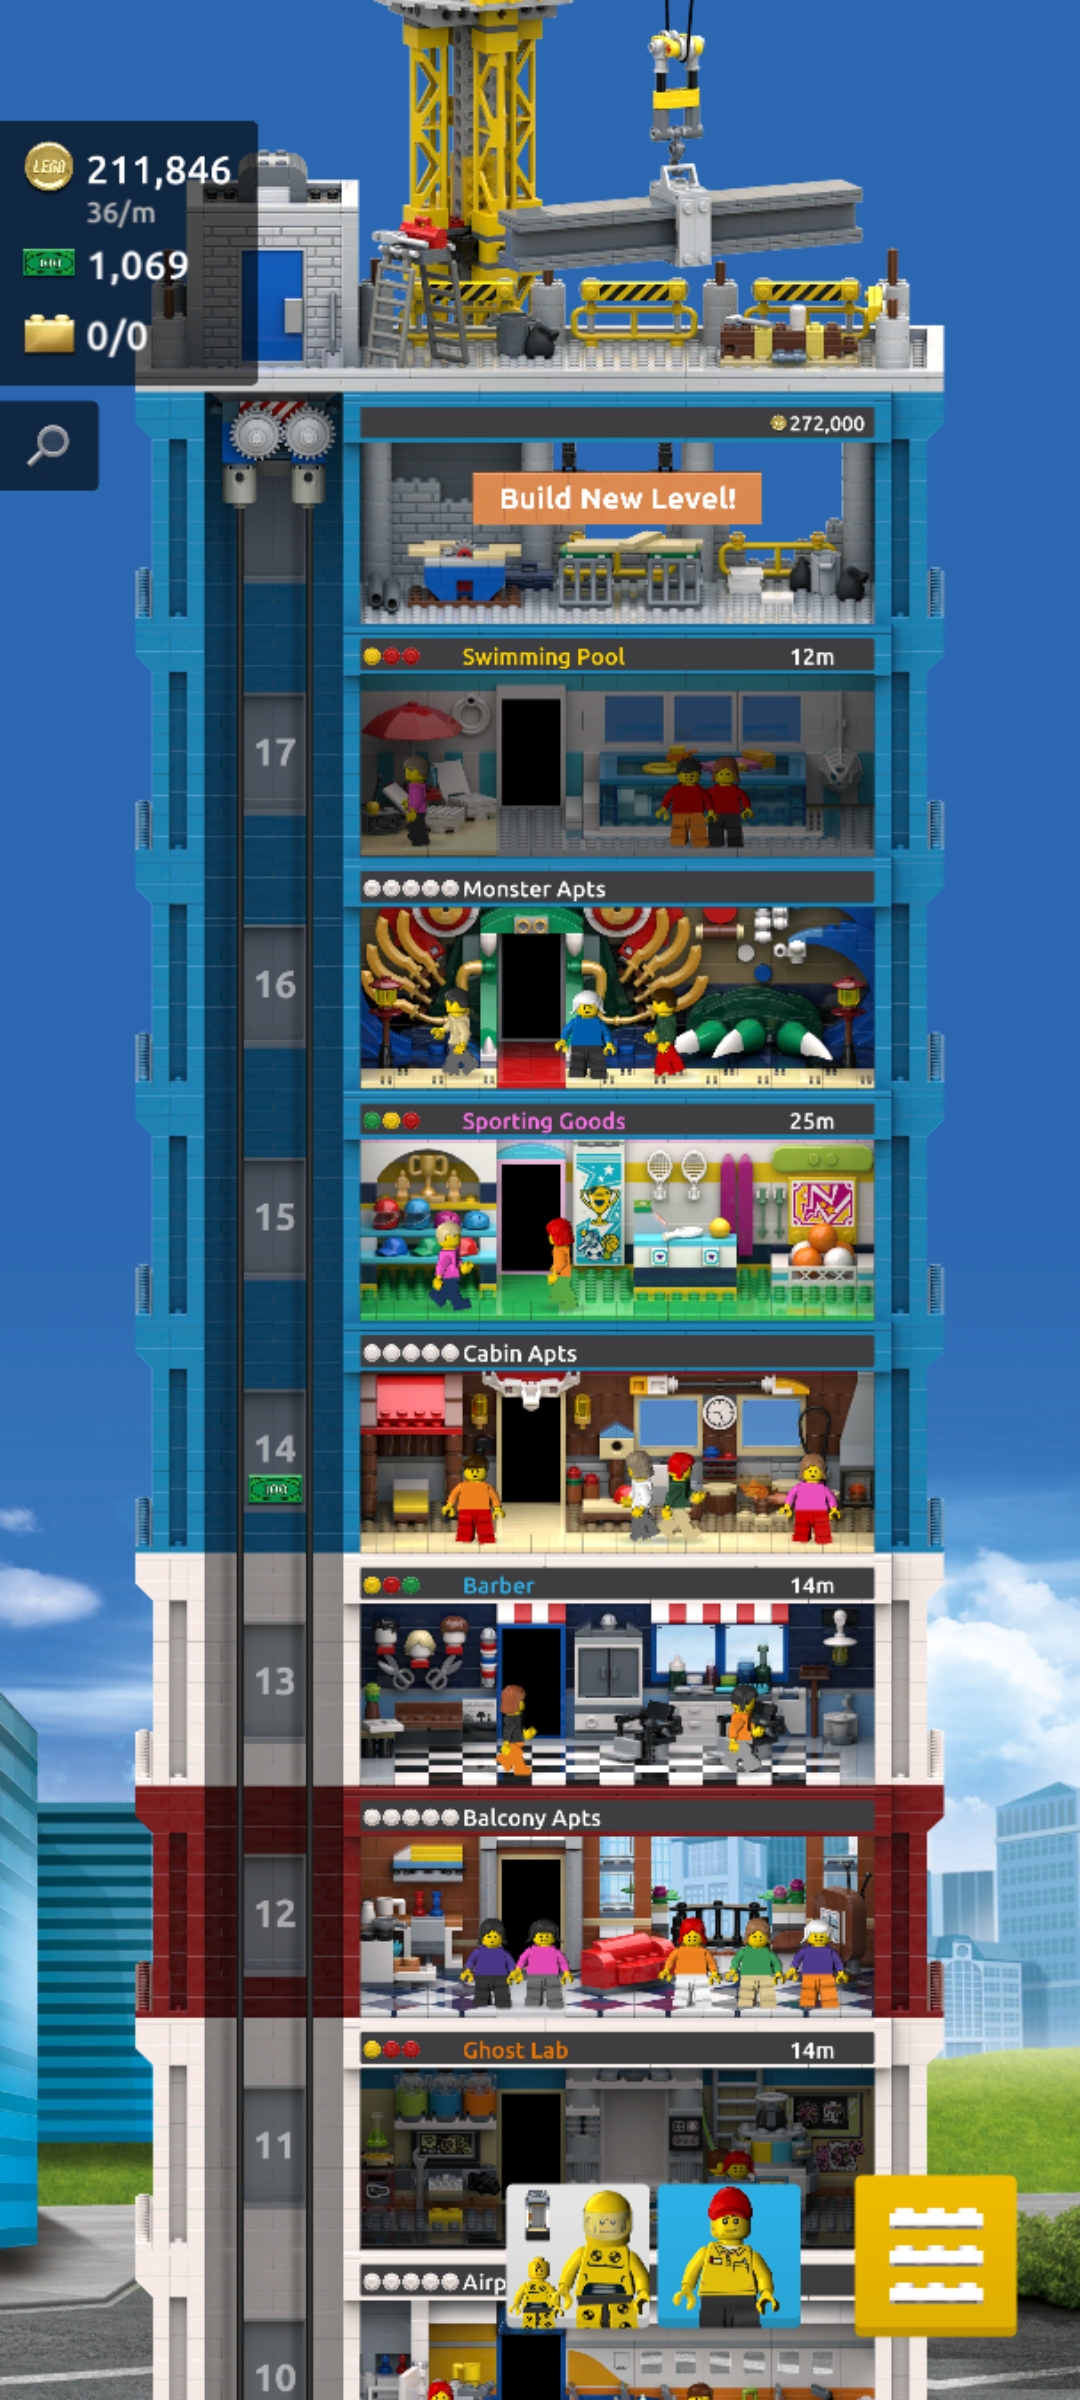 LEGO
211,846
36/m
1,069
0/0
272,000
Build New Level!
Swimming Pool 12m
17
Monster Apts
16
Sporting Goods 25m
15
Cabin Apts
14
Barber 14m
13
Balcony Apts
12
Ghost Lab 14m
11
Airp
10